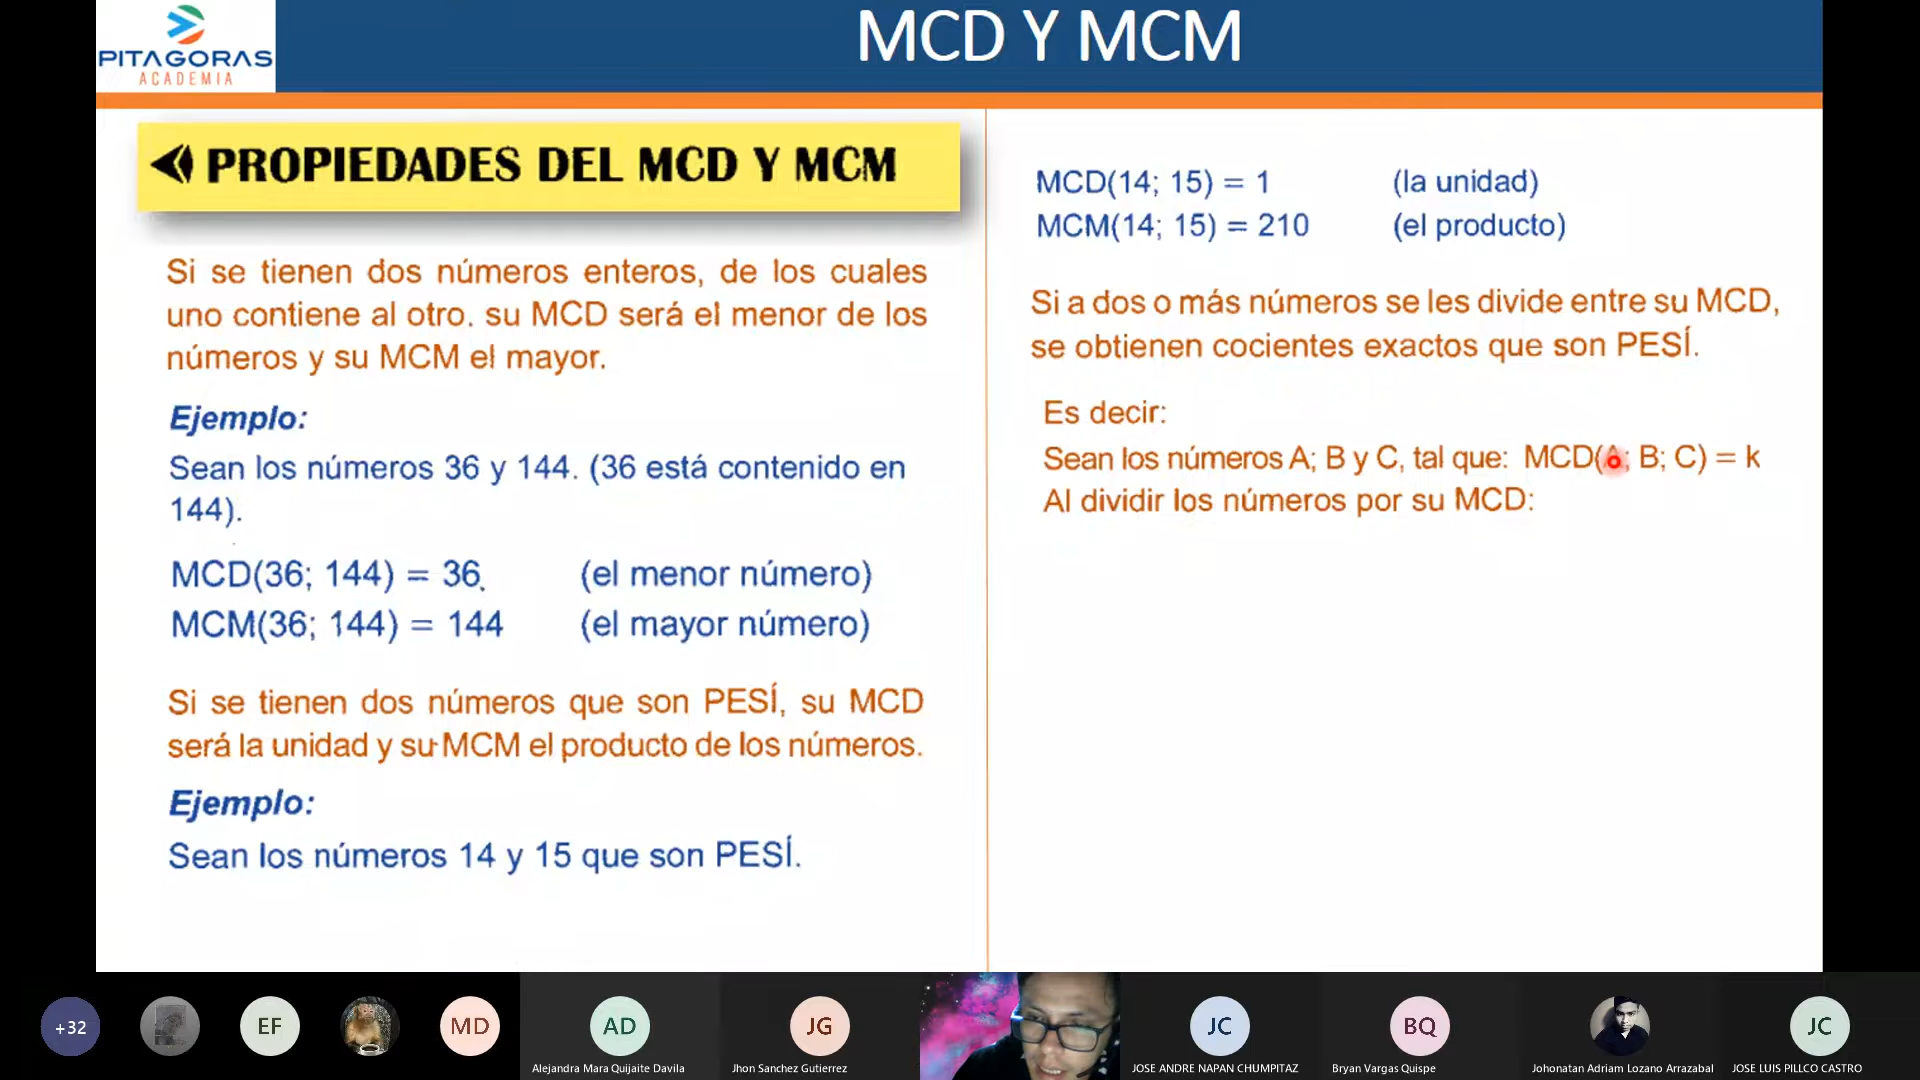 PITAGORAS
ACADEMIA
MCD Y MCM
PROPIEDADES DEL MCD Y MCM
Si se tienen dos números enteros, de los cuales
uno contiene al otro. su MCD será el menor de los
números y su MCM el mayor.
Ejemplo:
Sean los números 36 y 144. (36 está contenido en
144).
MCD(36; 144) = 36. (el menor número)
MCM(36; 144) = 144 (el mayor número)
Si se tienen dos números que son PESÍ, su MCD
será la unidad y su MCM el producto de los números.
Ejemplo:
Sean los números 14 y 15 que son PESÍ.
MCD(14; 15) = 1 (la unidad)
MCM(14; 15) = 210 (el producto)
Si a dos o más números se les divide entre su MCD,
se obtienen cocientes exactos que son PESÍ.
Es decir:
Sean los números A; B y C, tal que: MCD(A; B; C) = k
Al dividir los números por su MCD:
+32
EF
MD
AD
Alejandra Mara Quijaite Davila
JG
Jhon Sanchez Gutierrez
JC
JOSE ANDRE NAPAN CHUMPITAZ
BQ
Bryan Vargas Quispe
Johonatan Adriam Lozano Arrazabal
JC
JOSE LUIS PILLCO CASTRO